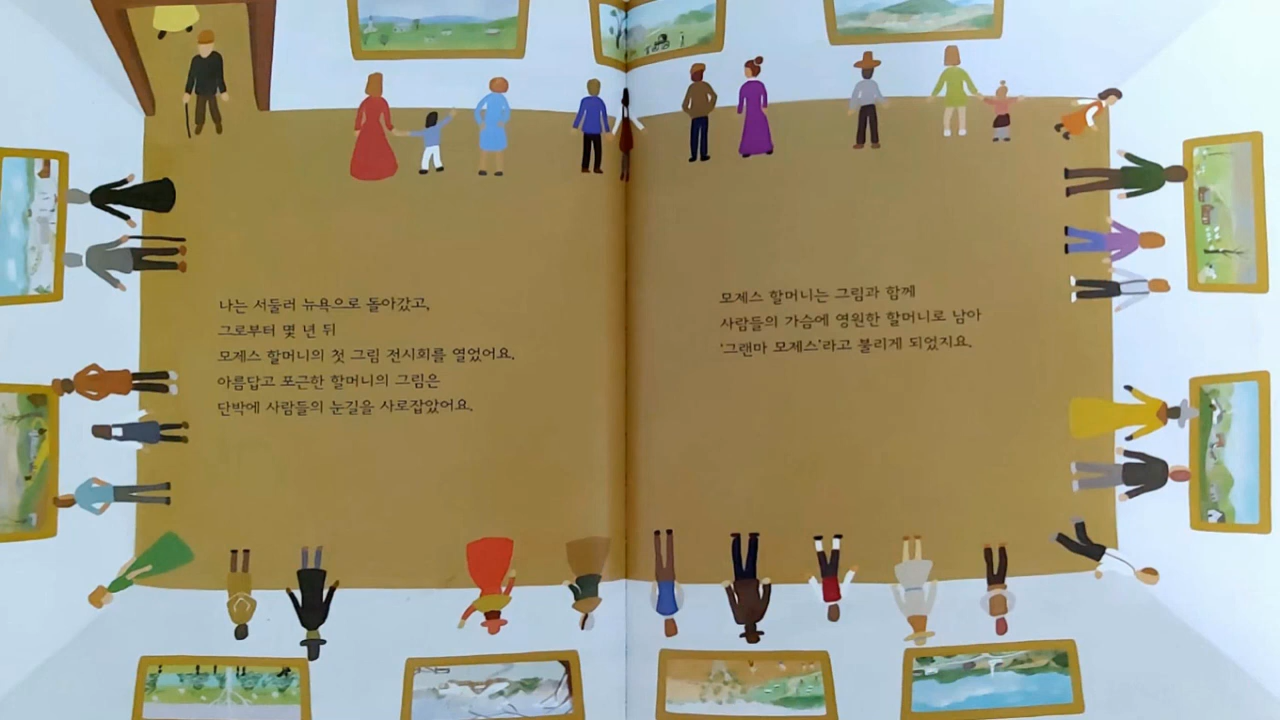 나는 서둘러 뉴욕으로 돌아갔고,
그로부터 몇 년 뒤
모제스 할머니의 첫 그림 전시회를 열었어요.
아름답고 포근한 할머니의 그림은
단박에 사람들의 눈길을 사로잡았어요.
모제스 할머니는 그림과 함께
사람들의 가슴에 영원한 할머니로 남아
'그랜마 모제스'라고 불리게 되었지요.